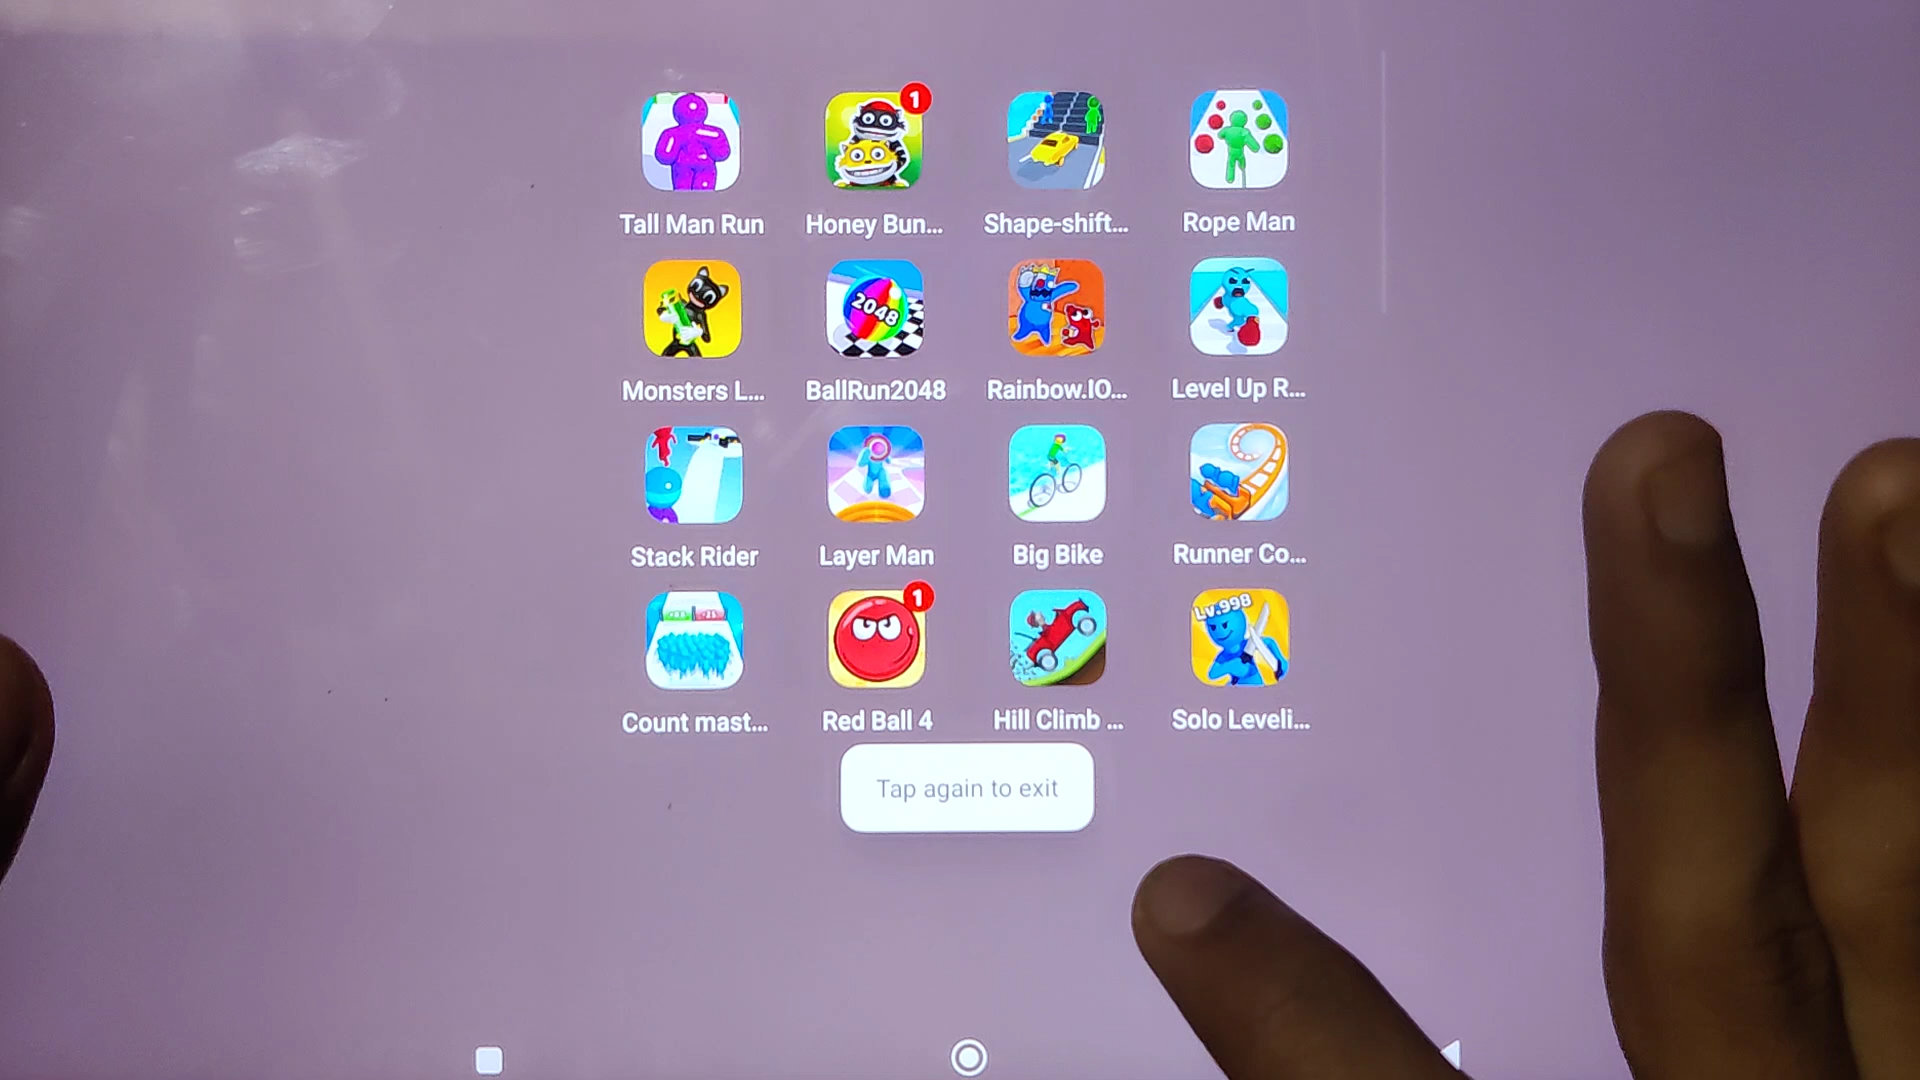 1
Tall Man Run
Honey Bun...
Shape-shift...
Rope Man
2048
Monsters L...
BallRun2048
Rainbow.IO...
Level Up R...
Stack Rider
Layer Man
Big Bike
Runner Co...
1
Lv.998
Count mast...
Red Ball 4
Hill Climb ...
Solo Leveli...
Tap again to exit